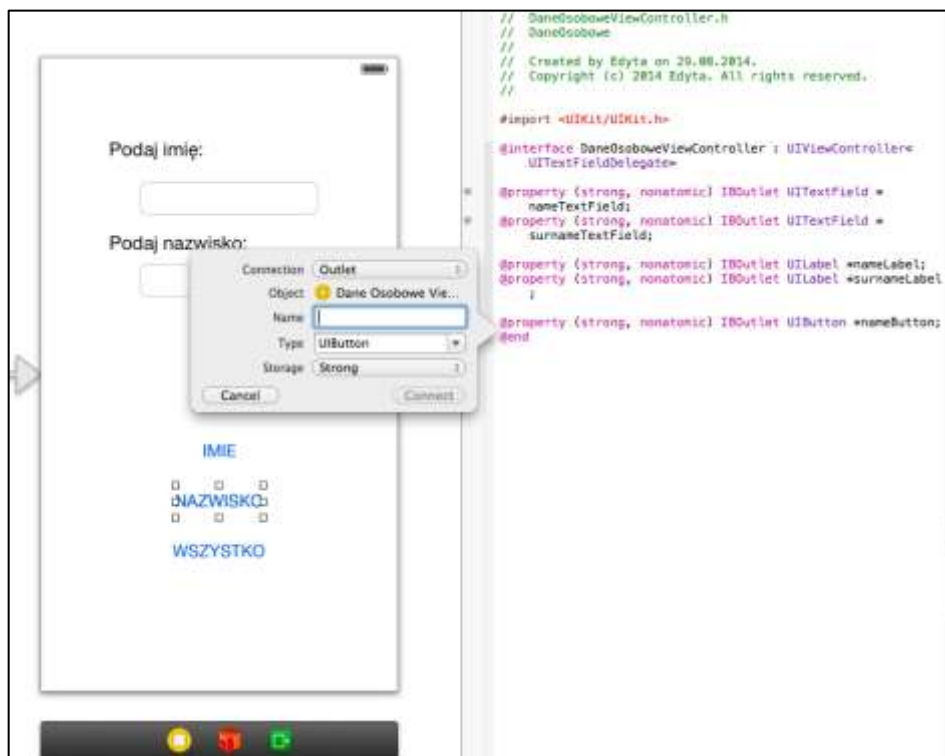 Podaj imię:
Podaj nazwisko:
Connection Outlet
Object Dane Osobowe Vie...
Name
Type UIButton
Storage Strong
Cancel Connect
IMIE
NAZWISKO
WSZYSTKO
// DaneOsoboweViewController.h
// DaneOsobowe
//
// Created by Edyta on 29.08.2014.
// Copyright (c) 2014 Edyta. All rights reserved.
//
#import <UIKit/UIKit.h>
@interface DaneOsoboweViewController : UIViewController<
UITextFieldDelegate>
@property (strong, nonatomic) IBOutlet UITextField *
nameTextField;
@property (strong, nonatomic) IBOutlet UITextField *
surnameTextField;
@property (strong, nonatomic) IBOutlet UILabel *nameLabel;
@property (strong, nonatomic) IBOutlet UILabel *surnameLabel
;
@property (strong, nonatomic) IBOutlet UIButton *nameButton;
@end